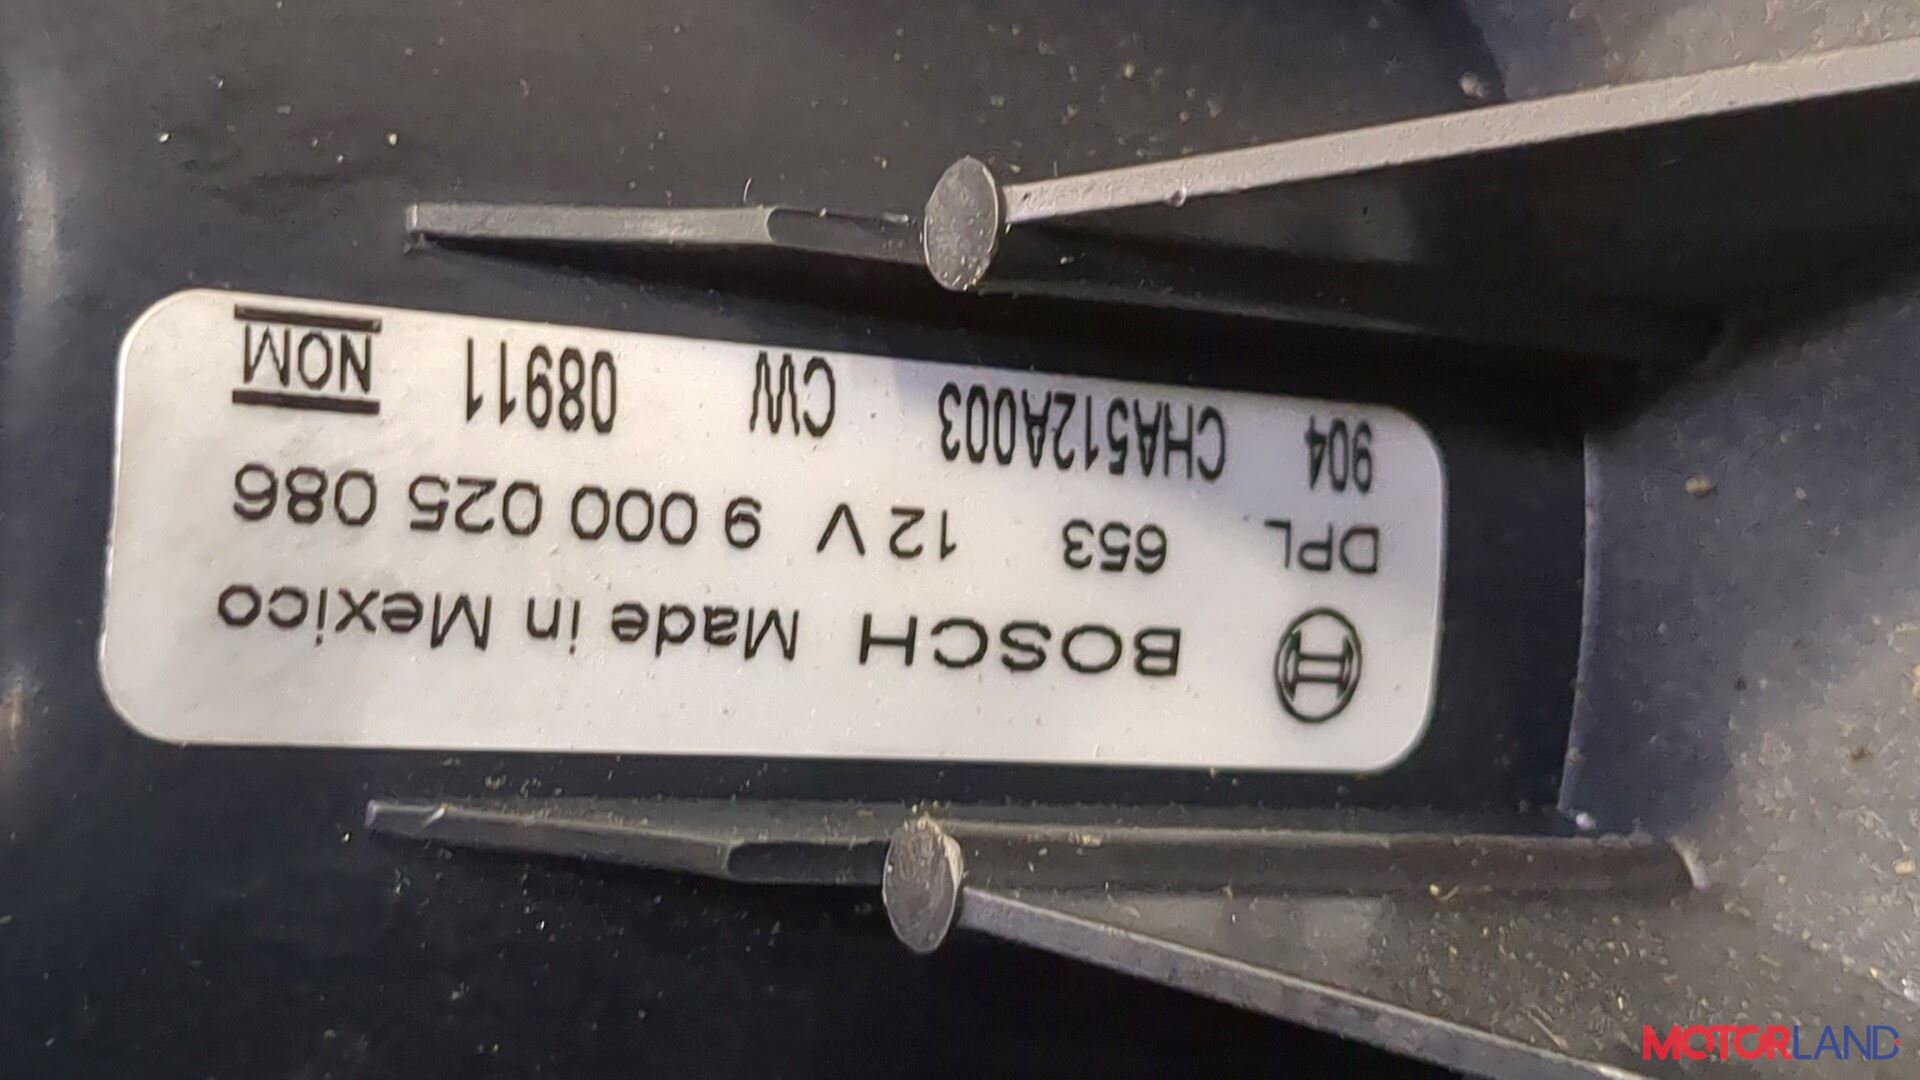 BOSCH Made in Mexico
DPL 653 12 V 9 000 025 086
904 CHA512A003 CW 08911 NOM
MOTORLAND